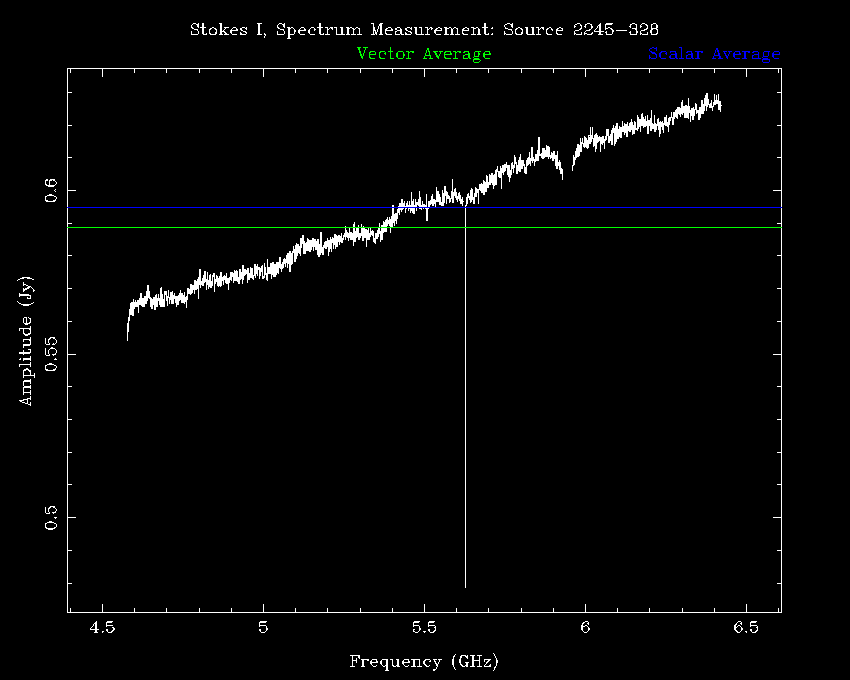 Stokes I, Spectrum Measurement: Source 2245−328
Vector Average Scalar Average
0.6
0.55
0.5
Amplitude (Jy)
4.5 5 5.5 6 6.5
Frequency (GHz)